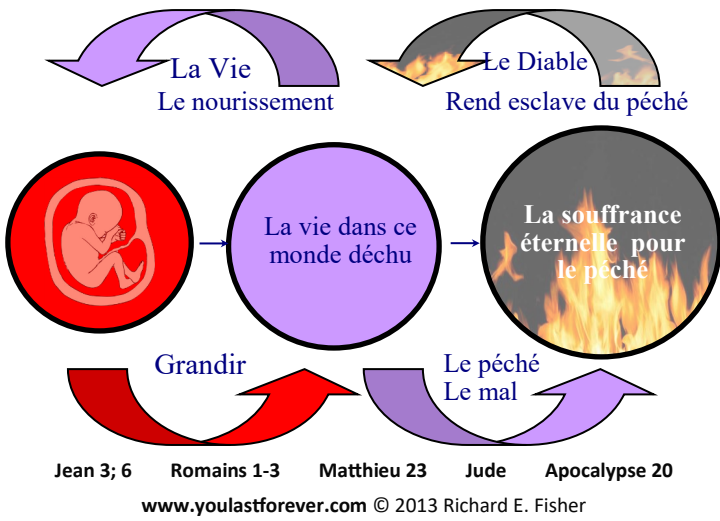 La Vie
Le nourissement
Le Diable
Rend esclave du péché
La vie dans ce
monde déchu
La souffrance
éternelle pour
le péché
Grandir
Le péché
Le mal
Jean 3; 6 Romains 1-3 Matthieu 23 Jude Apocalypse 20
www.youlastforever.com © 2013 Richard E. Fisher